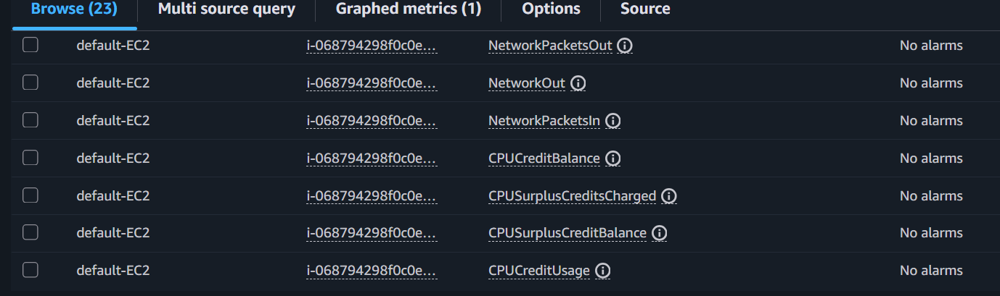 Browse (23) Multi source query Graphed metrics (1) Options Source
default-EC2 i-068794298f0c0e... NetworkPacketsOut No alarms
default-EC2 i-068794298f0c0e... NetworkOut No alarms
default-EC2 i-068794298f0c0e... NetworkPacketsIn No alarms
default-EC2 i-068794298f0c0e... CPUCreditBalance No alarms
default-EC2 i-068794298f0c0e... CPUSurplusCreditsCharged No alarms
default-EC2 i-068794298f0c0e... CPUSurplusCreditBalance No alarms
default-EC2 i-068794298f0c0e... CPUCreditUsage No alarms